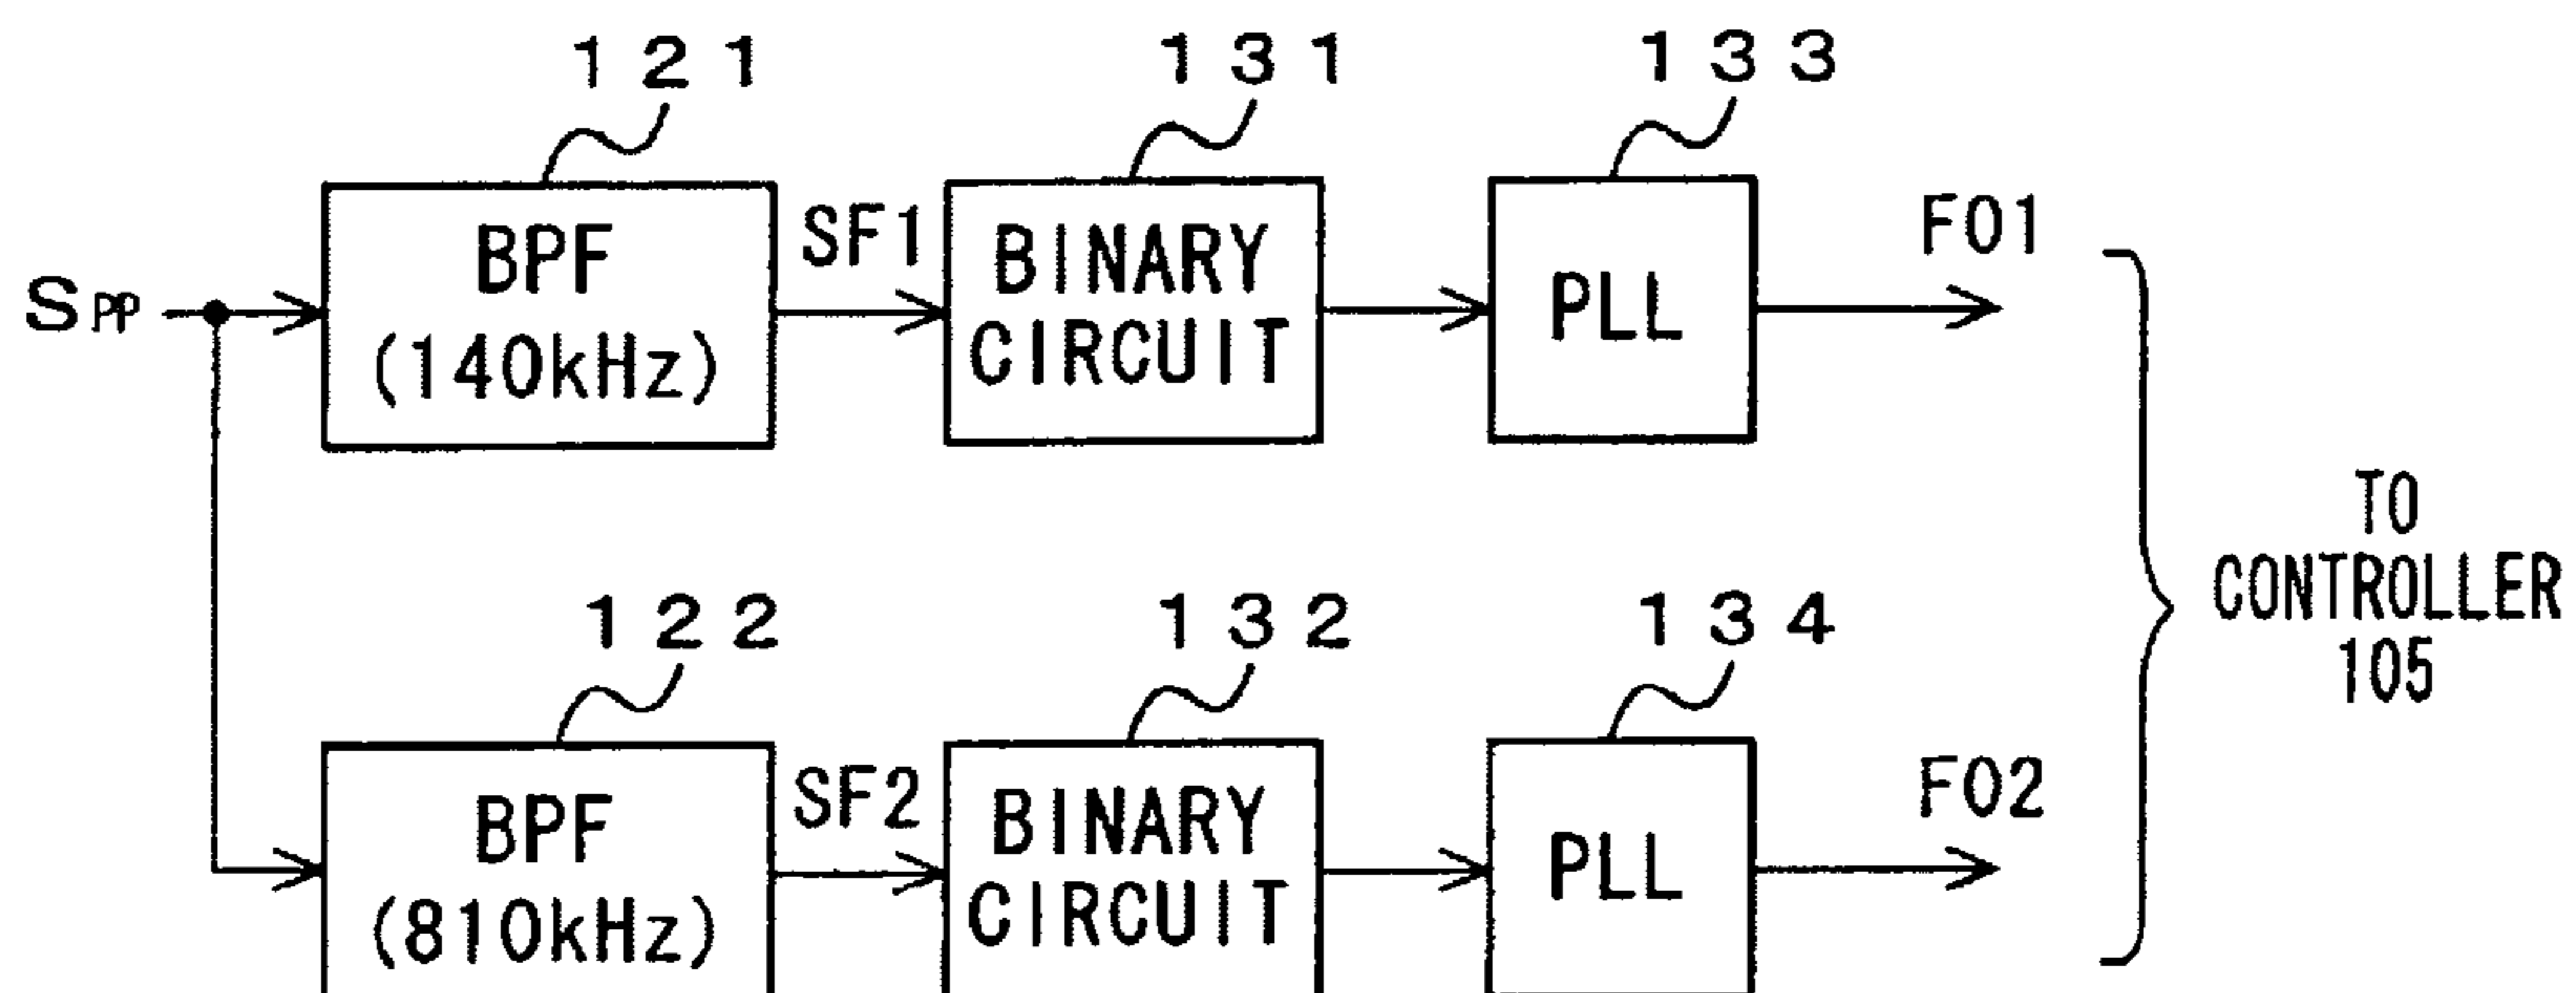 121
131
133
SPP
BPF
(140kHz)
SF1
BINARY
CIRCUIT
PLL
FO1
TO
CONTROLLER
105
122
132
134
BPF
(810kHz)
SF2
BINARY
CIRCUIT
PLL
FO2